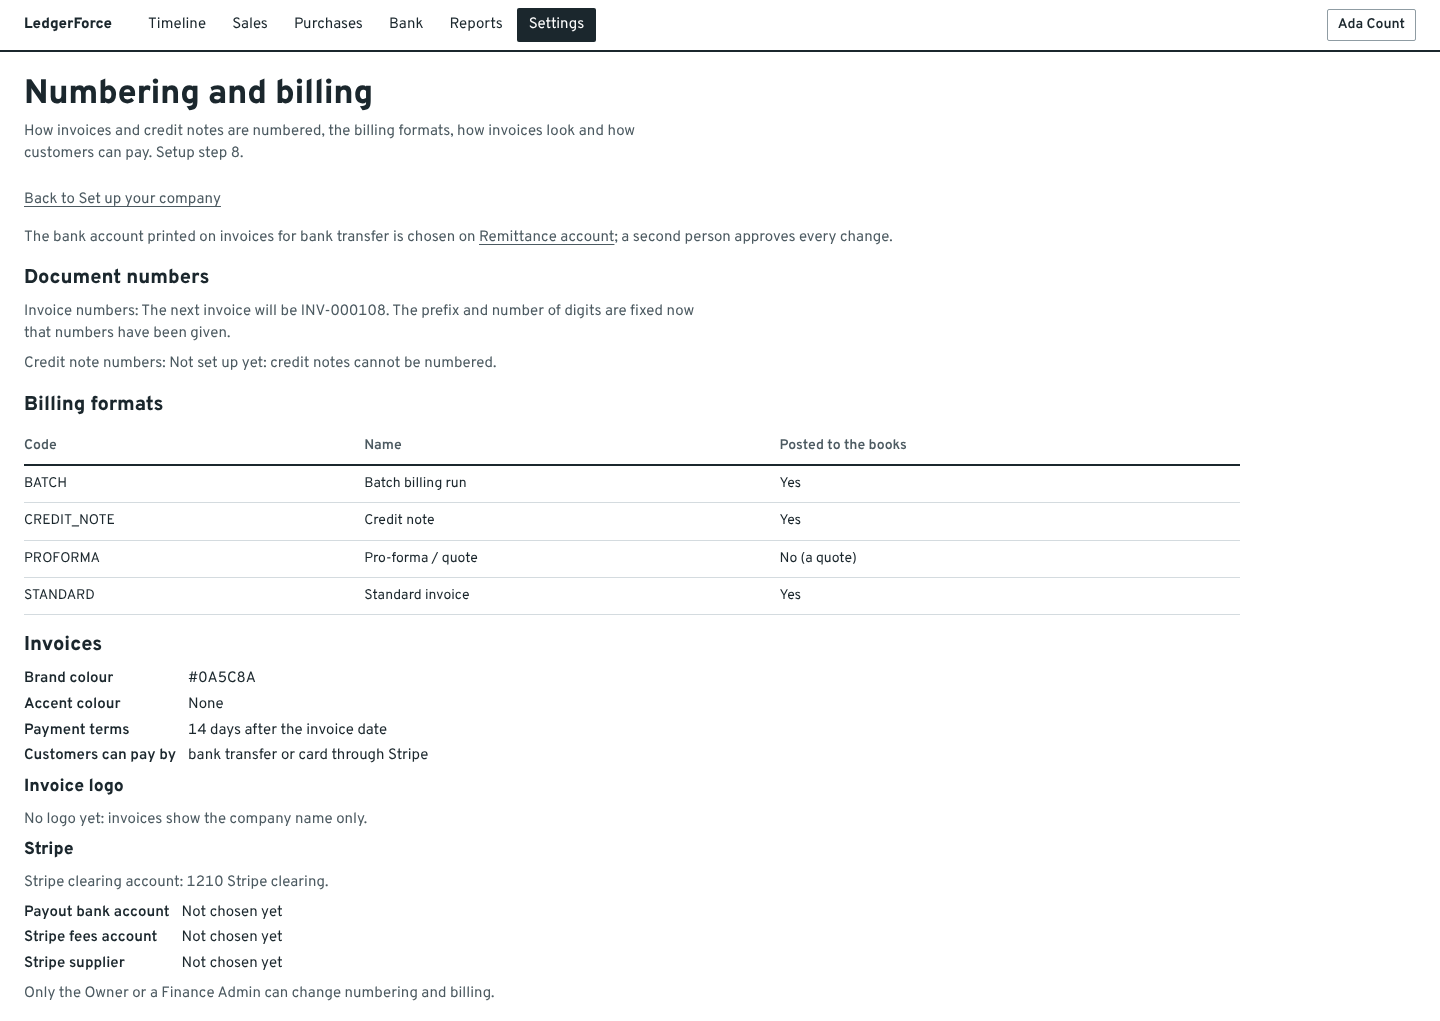 LedgerForce Timeline Sales Purchases Bank Reports Settings Ada Count
Numbering and billing
How invoices and credit notes are numbered, the billing formats, how invoices look and how
customers can pay. Setup step 8.
Back to Set up your company
The bank account printed on invoices for bank transfer is chosen on Remittance account; a second person approves every change.
Document numbers
Invoice numbers: The next invoice will be INV-000108. The prefix and number of digits are fixed now
that numbers have been given.
Credit note numbers: Not set up yet: credit notes cannot be numbered.
Billing formats
Code Name Posted to the books
BATCH Batch billing run Yes
CREDIT_NOTE Credit note Yes
PROFORMA Pro-forma / quote No (a quote)
STANDARD Standard invoice Yes
Invoices
Brand colour #0A5C8A
Accent colour None
Payment terms 14 days after the invoice date
Customers can pay by bank transfer or card through Stripe
Invoice logo
No logo yet: invoices show the company name only.
Stripe
Stripe clearing account: 1210 Stripe clearing.
Payout bank account Not chosen yet
Stripe fees account Not chosen yet
Stripe supplier Not chosen yet
Only the Owner or a Finance Admin can change numbering and billing.